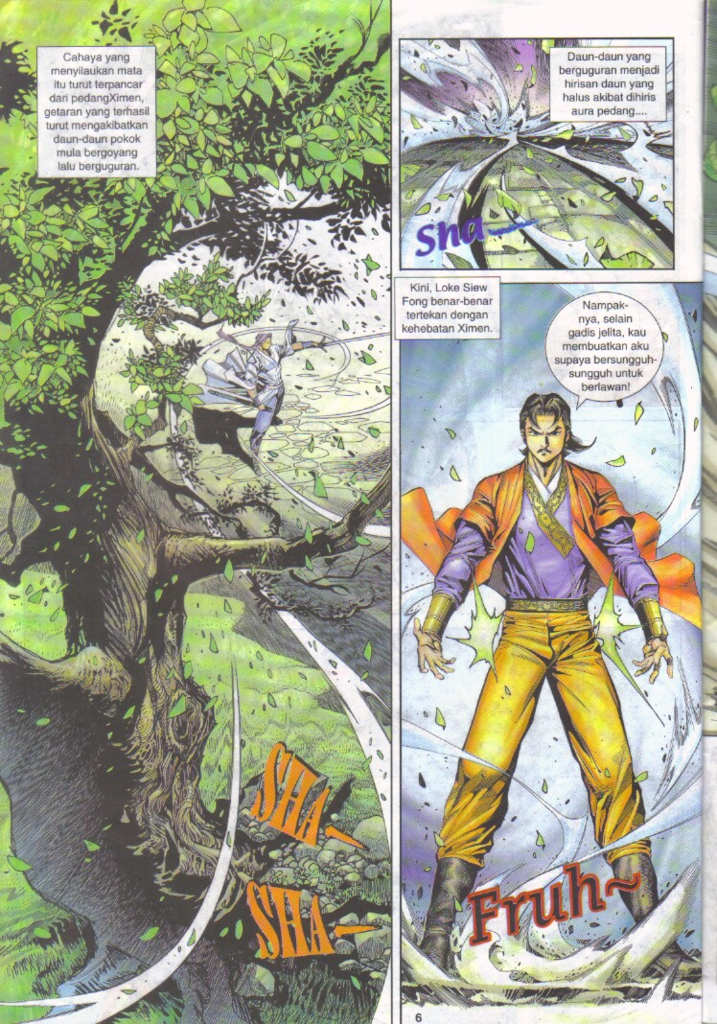 Cahaya yang
menyilaukan mata
itu turut terpancar
dari pedangXimen,
getaran yang terhasil
turut mengakibatkan
daun-daun pokok
mula bergoyang
lalu berguguran.
SHA
SHA
Daun-daun yang
berguguran menjadi
hirisan daun yang
halus akibat dihiris
aura pedang....
Sha
Kini, Loke Siew
Fong benar-benar
tertekan dengan
kehebatan Ximen.
Nampak-
nya, selain
gadis jelita, kau
membuatkan aku
supaya bersungguh-
sungguh untuk
berlawan!
Fruh~
6